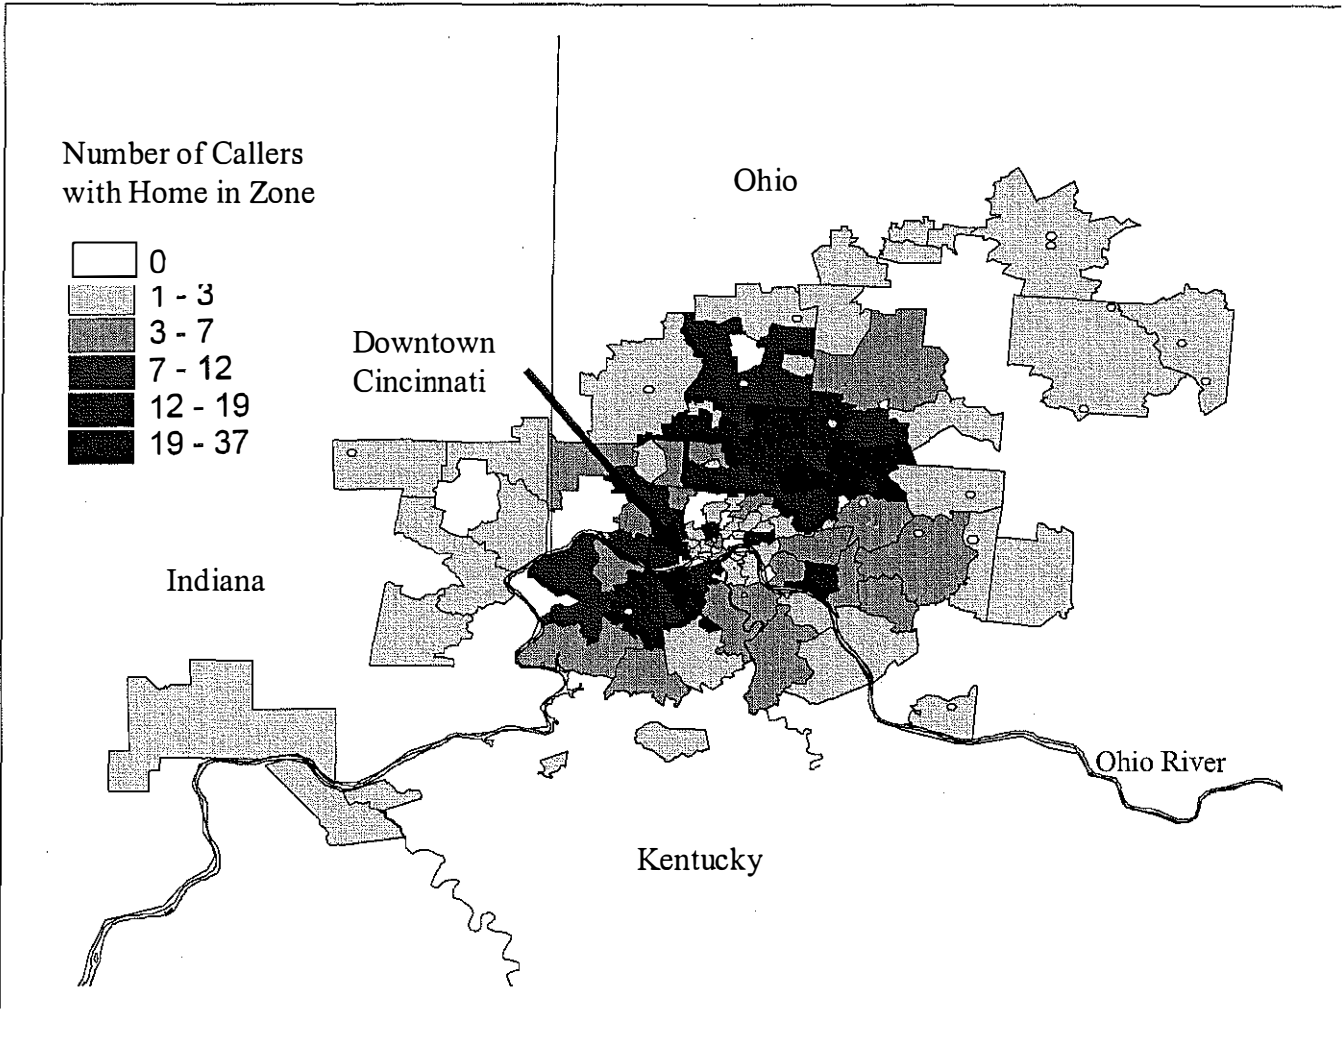 Number of Callers
with Home in Zone
0
1 - 3
3 - 7
7 - 12
12 - 19
19 - 37
Ohio
Downtown
Cincinnati
Indiana
Ohio River
Kentucky